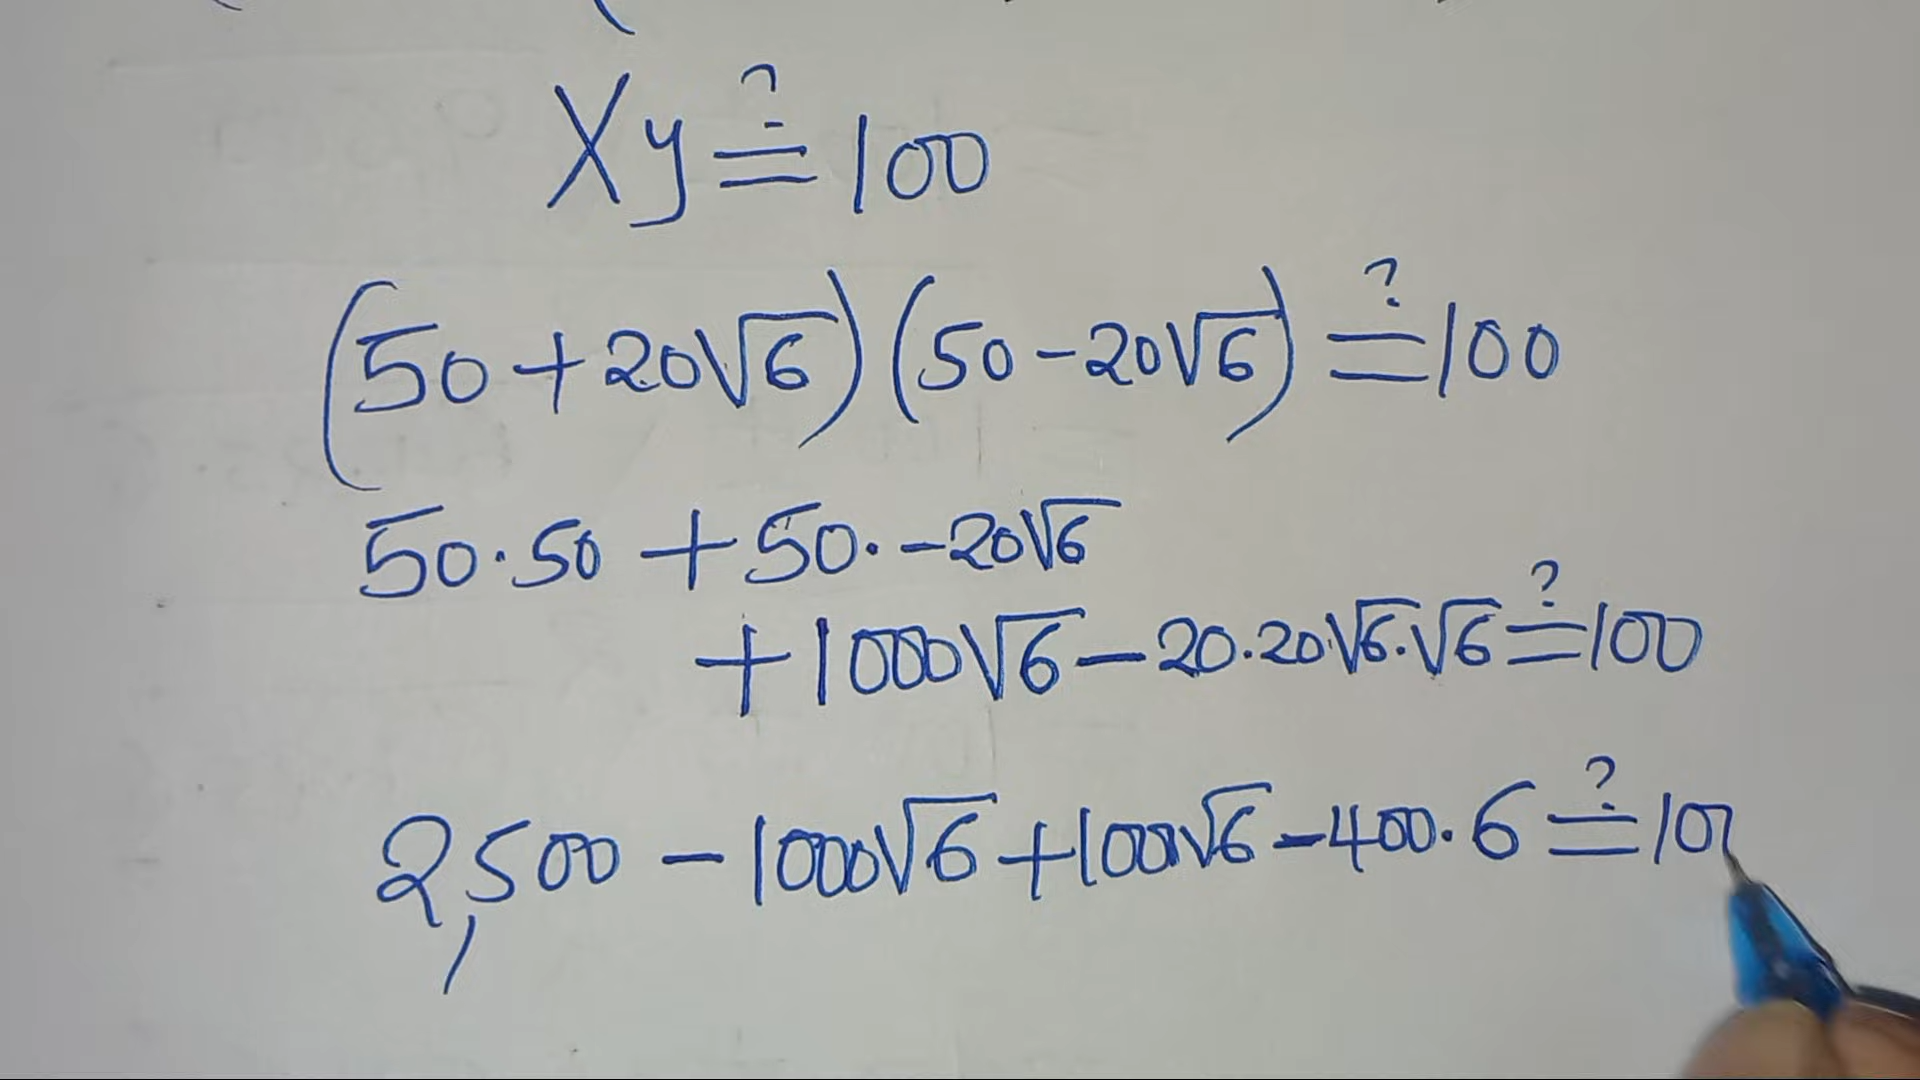 Xy ≟ 100
(50+20√6)(50-20√6) ≟ 100
50·50 + 50·-20√6
+1000√6 - 20·20√6·√6 ≟ 100
2,500 - 1000√6 + 1000√6 - 400·6 ≟ 10